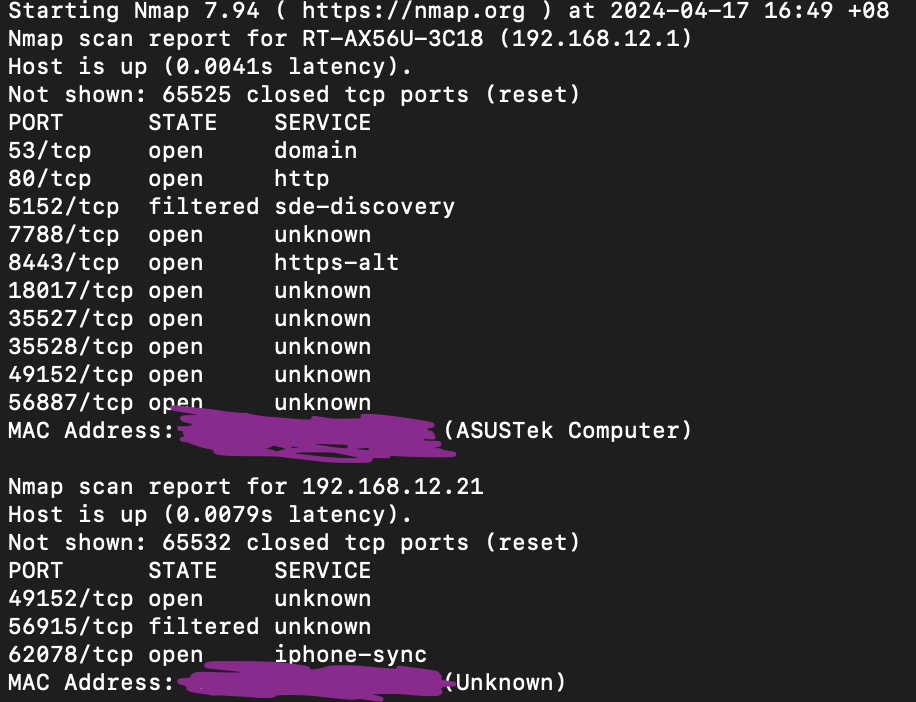 Starting Nmap 7.94 ( https://nmap.org ) at 2024-04-17 16:49 +08
Nmap scan report for RT-AX56U-3C18 (192.168.12.1)
Host is up (0.0041s latency).
Not shown: 65525 closed tcp ports (reset)
PORT STATE SERVICE
53/tcp open domain
80/tcp open http
5152/tcp filtered sde-discovery
7788/tcp open unknown
8443/tcp open https-alt
18017/tcp open unknown
35527/tcp open unknown
35528/tcp open unknown
49152/tcp open unknown
56887/tcp open unknown
MAC Address: (ASUSTek Computer)
Nmap scan report for 192.168.12.21
Host is up (0.0079s latency).
Not shown: 65532 closed tcp ports (reset)
PORT STATE SERVICE
49152/tcp open unknown
56915/tcp filtered unknown
62078/tcp open iphone-sync
MAC Address: (Unknown)